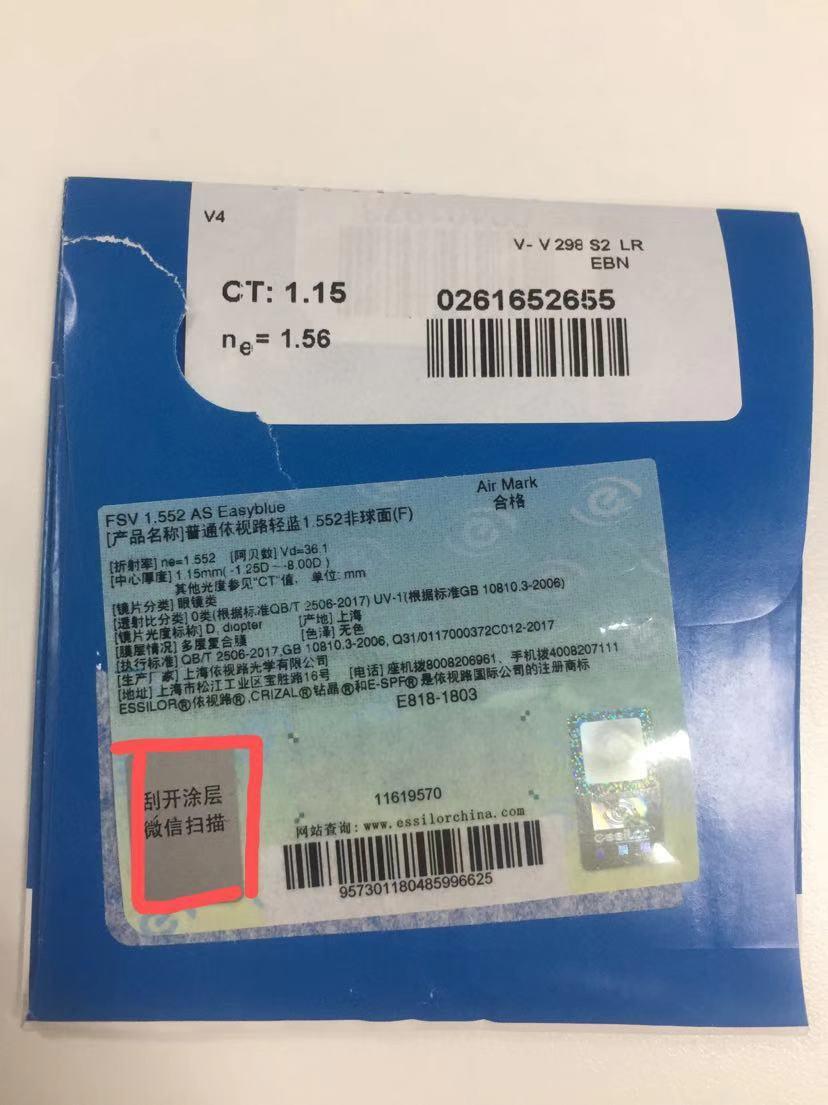 V4
V- V 298 S2 LR
EBN
CT: 1.15
0261652655
ne= 1.56
Air Mark
合格
FSV 1.552 AS Easyblue
[产品名称]普通依视路轻蓝1.552非球面(F)
[折射率] ne=1.552 [阿贝数] Vd=36.1
[中心厚度] 1.15mm( -1.25D～-8.00D )
其他光度参见"CT"值，单位: mm
[镜片分类] 眼镜类
[透射比分类] 0类(根据标准QB/T 2506-2017) UV-1(根据标准GB 10810.3-2006)
[镜片光度标称] D, diopter [产地] 上海
[膜层情况] 多层复合膜 [色泽] 无色
[执行标准] QB/T 2506-2017,GB 10810.3-2006, Q31/0117000372C012-2017
[生产厂家] 上海依视路光学有限公司
[地址] 上海市松江工业区宝胜路16号 [电话] 座机拨8008206961、手机拨4008207111
ESSILOR®依视路®,CRIZAL®钻晶®和E-SPF®是依视路国际公司的注册商标
E818-1803
刮开涂层
微信扫描
11619570
网站查询: www.essilorchina.com
957301180485996625
essilor